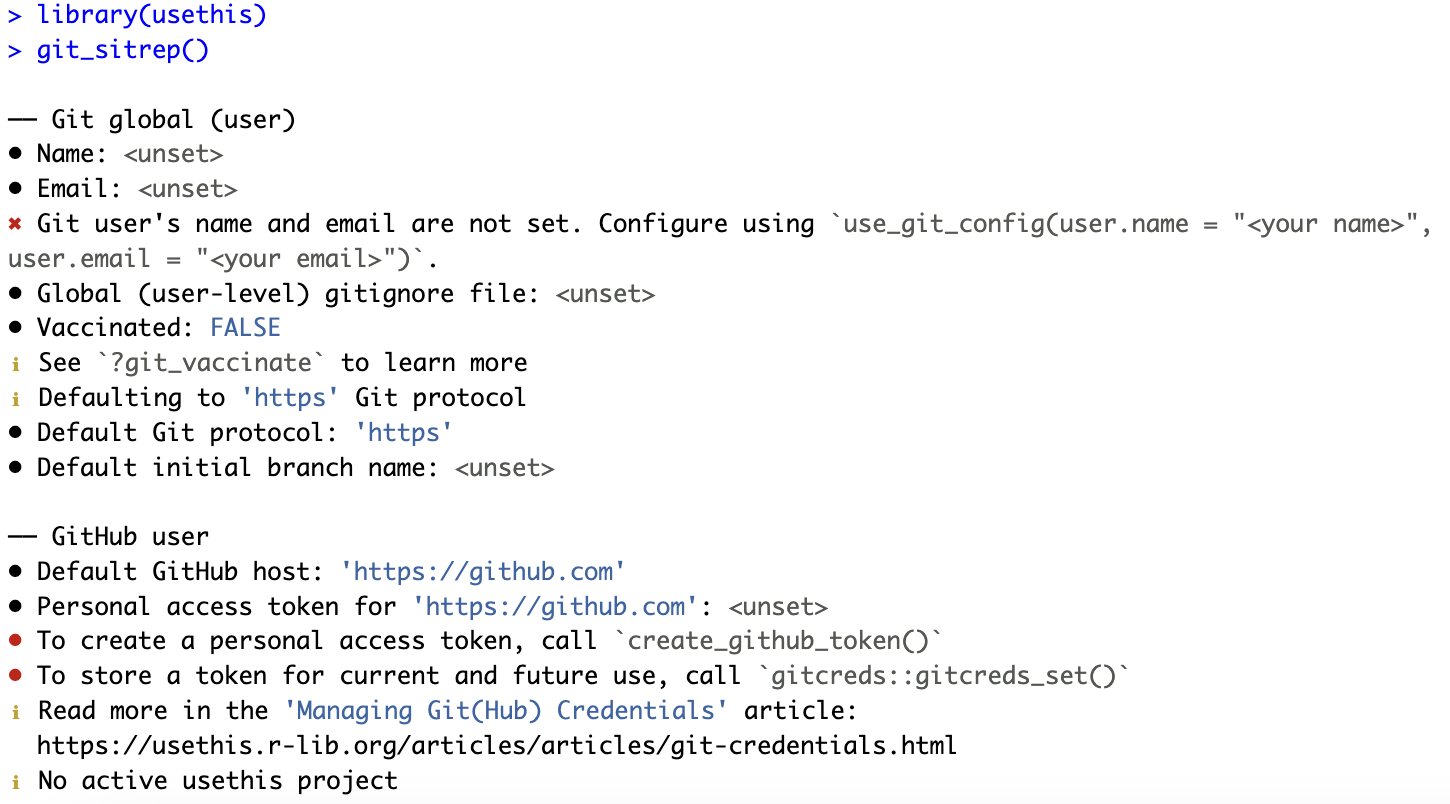 > library(usethis)
> git_sitrep()
── Git global (user)
● Name: <unset>
● Email: <unset>
✖ Git user's name and email are not set. Configure using `use_git_config(user.name = "<your name>",
user.email = "<your email>")`.
● Global (user-level) gitignore file: <unset>
● Vaccinated: FALSE
ℹ See `?git_vaccinate` to learn more
ℹ Defaulting to 'https' Git protocol
● Default Git protocol: 'https'
● Default initial branch name: <unset>
── GitHub user
● Default GitHub host: 'https://github.com'
● Personal access token for 'https://github.com': <unset>
● To create a personal access token, call `create_github_token()`
● To store a token for current and future use, call `gitcreds::gitcreds_set()`
ℹ Read more in the 'Managing Git(Hub) Credentials' article:
https://usethis.r-lib.org/articles/articles/git-credentials.html
ℹ No active usethis project